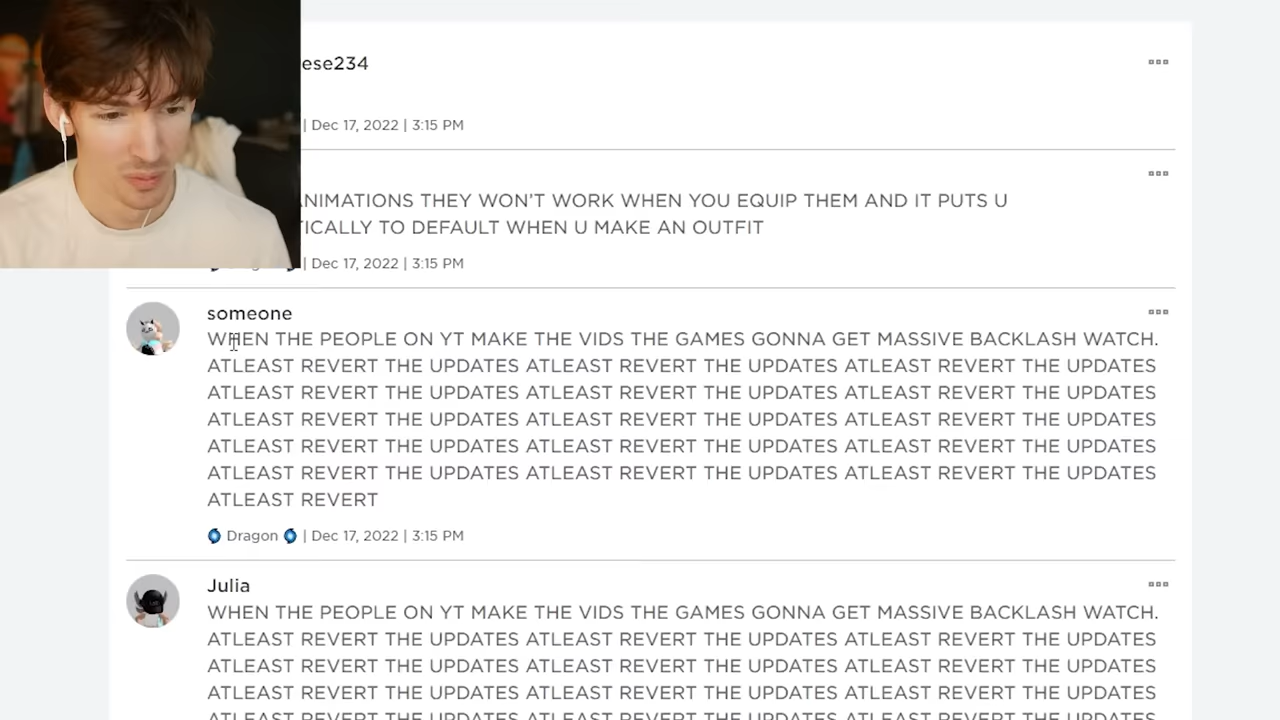 ese234
| Dec 17, 2022 | 3:15 PM
ANIMATIONS THEY WON'T WORK WHEN YOU EQUIP THEM AND IT PUTS U
TICALLY TO DEFAULT WHEN U MAKE AN OUTFIT
| Dec 17, 2022 | 3:15 PM
someone
WHEN THE PEOPLE ON YT MAKE THE VIDS THE GAMES GONNA GET MASSIVE BACKLASH WATCH.
ATLEAST REVERT THE UPDATES ATLEAST REVERT THE UPDATES ATLEAST REVERT THE UPDATES
ATLEAST REVERT THE UPDATES ATLEAST REVERT THE UPDATES ATLEAST REVERT THE UPDATES
ATLEAST REVERT THE UPDATES ATLEAST REVERT THE UPDATES ATLEAST REVERT THE UPDATES
ATLEAST REVERT THE UPDATES ATLEAST REVERT THE UPDATES ATLEAST REVERT THE UPDATES
ATLEAST REVERT THE UPDATES ATLEAST REVERT THE UPDATES ATLEAST REVERT THE UPDATES
ATLEAST REVERT
Dragon | Dec 17, 2022 | 3:15 PM
Julia
WHEN THE PEOPLE ON YT MAKE THE VIDS THE GAMES GONNA GET MASSIVE BACKLASH WATCH.
ATLEAST REVERT THE UPDATES ATLEAST REVERT THE UPDATES ATLEAST REVERT THE UPDATES
ATLEAST REVERT THE UPDATES ATLEAST REVERT THE UPDATES ATLEAST REVERT THE UPDATES
ATLEAST REVERT THE UPDATES ATLEAST REVERT THE UPDATES ATLEAST REVERT THE UPDATES
ATLEAST REVERT THE UPDATES ATLEAST REVERT THE UPDATES ATLEAST REVERT THE UPDATES